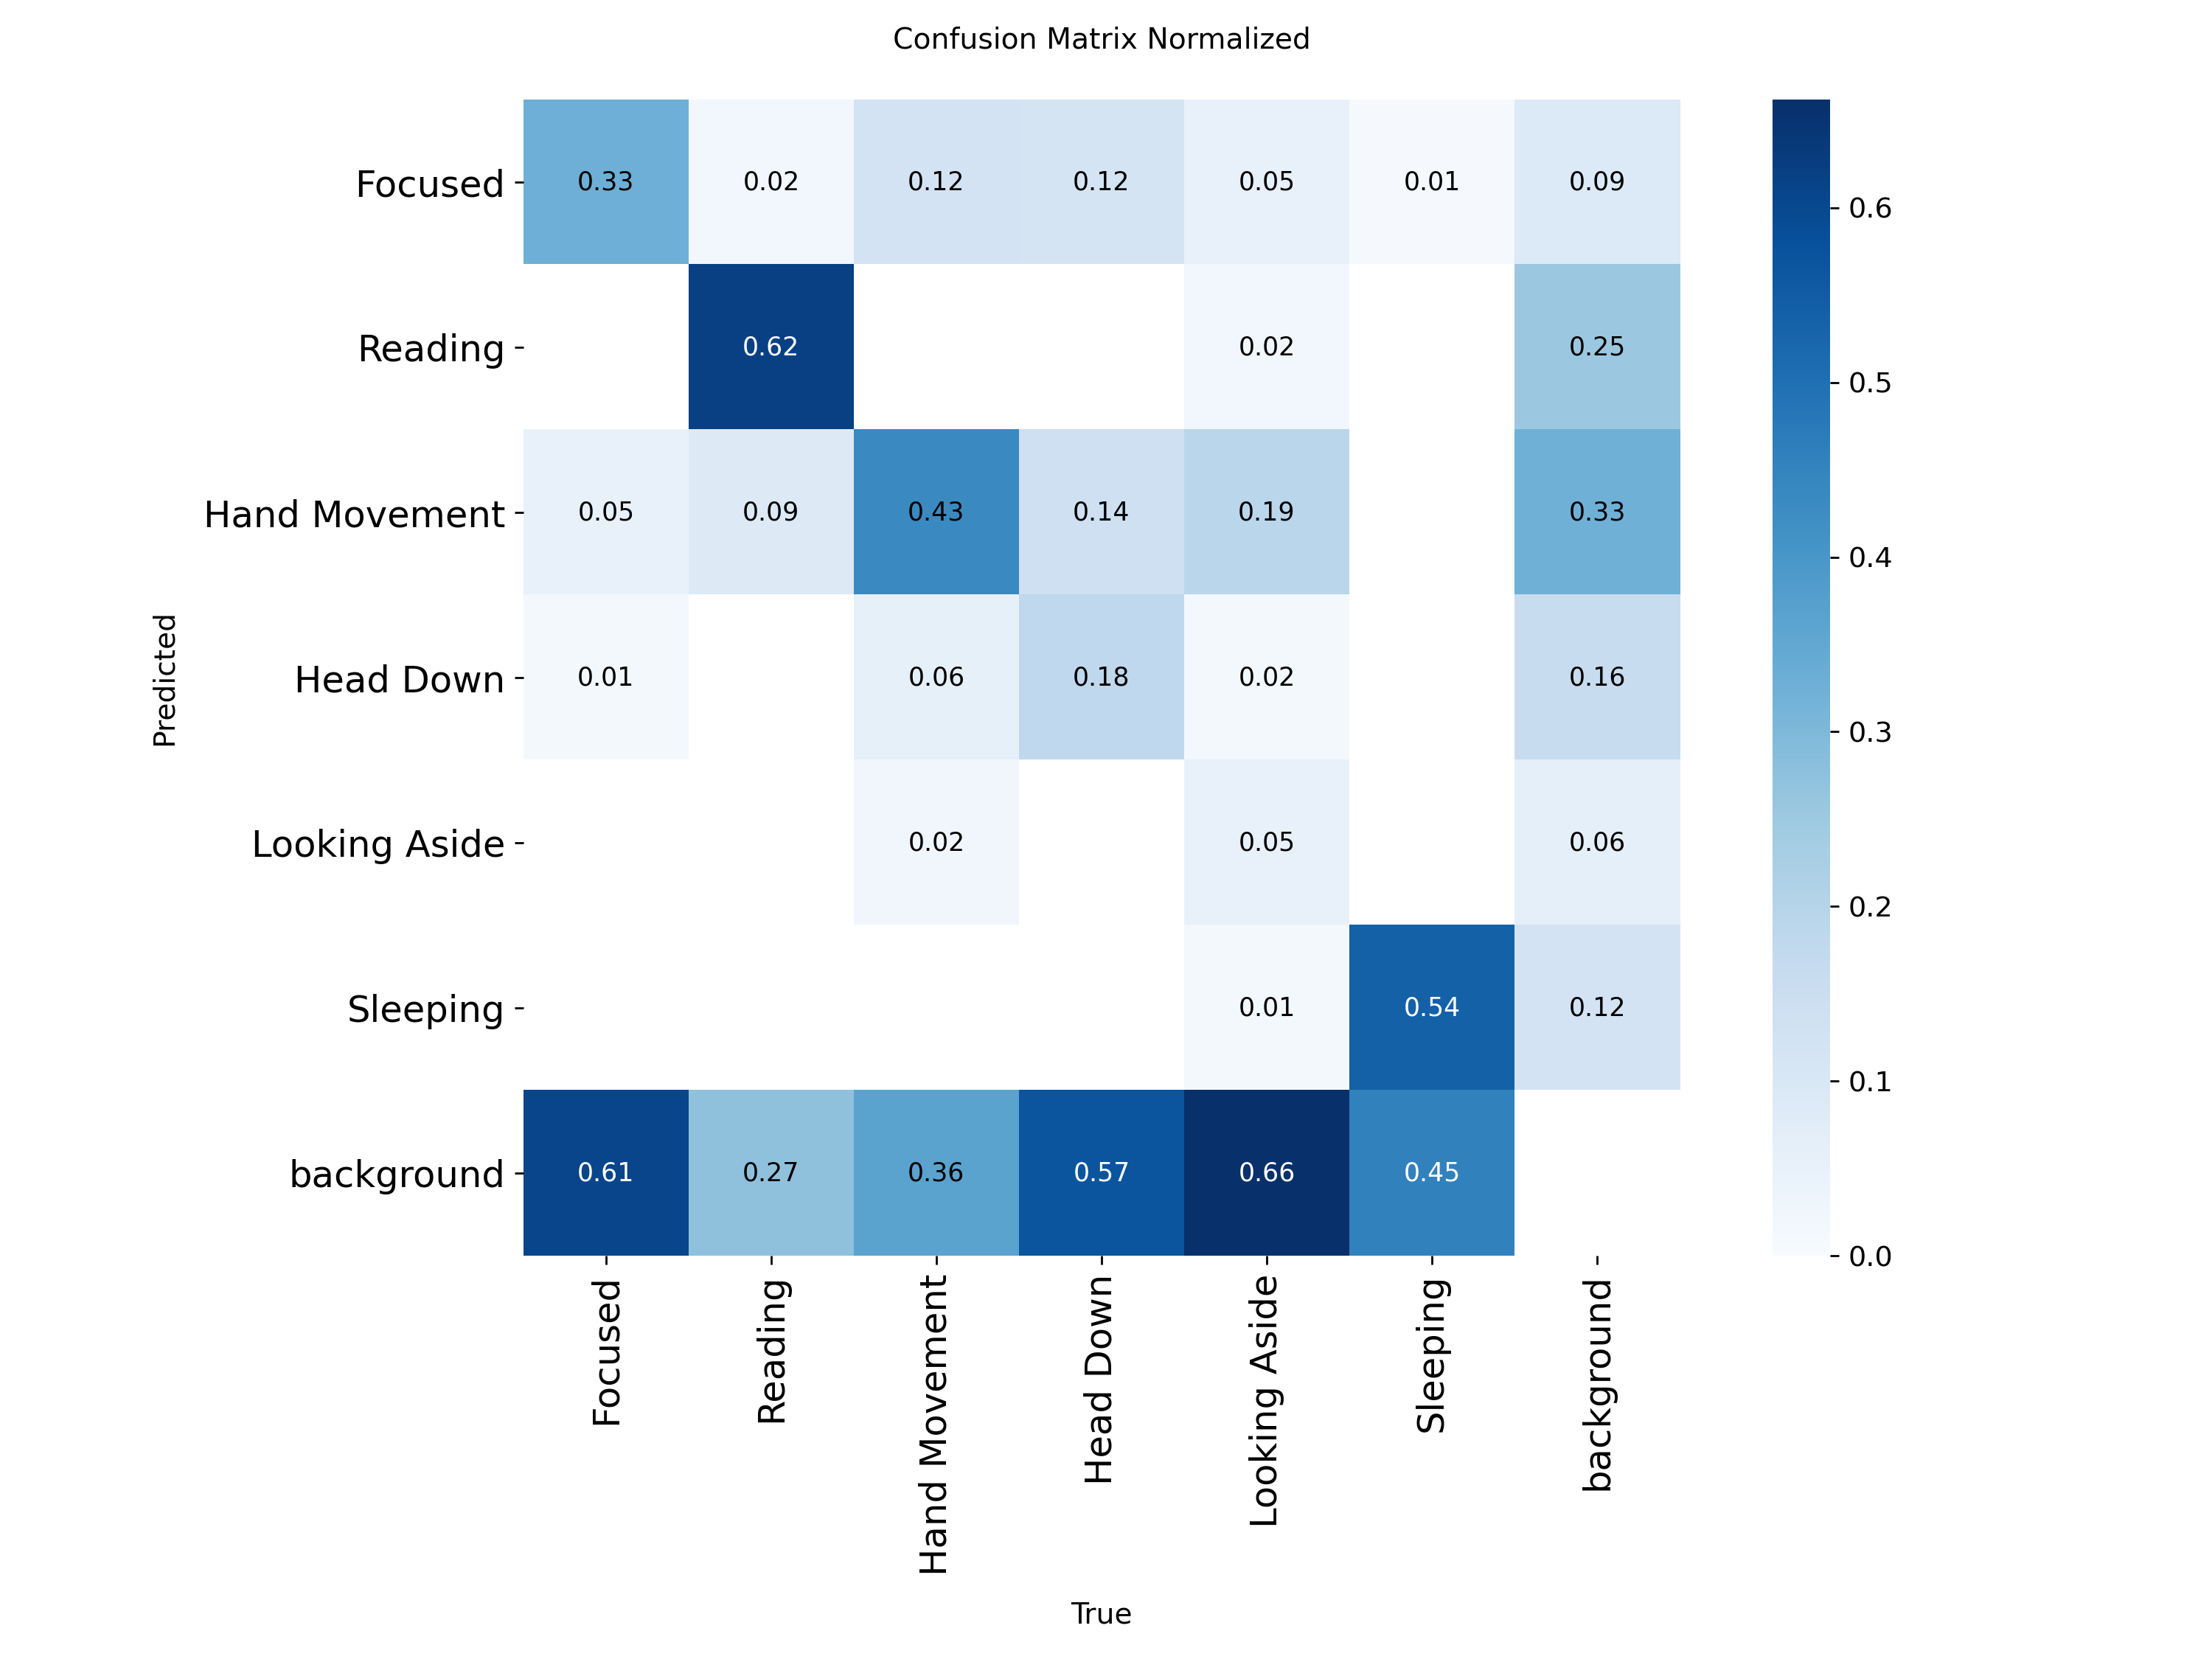 Confusion Matrix Normalized
Focused 0.33 0.02 0.12 0.12 0.05 0.01 0.09
Reading 0.62 0.02 0.25
Hand Movement 0.05 0.09 0.43 0.14 0.19 0.33
Head Down 0.01 0.06 0.18 0.02 0.16
Looking Aside 0.02 0.05 0.06
Sleeping 0.01 0.54 0.12
background 0.61 0.27 0.36 0.57 0.66 0.45
Predicted
Focused
Reading
Hand Movement
Head Down
Looking Aside
Sleeping
background
True
0.6
0.5
0.4
0.3
0.2
0.1
0.0